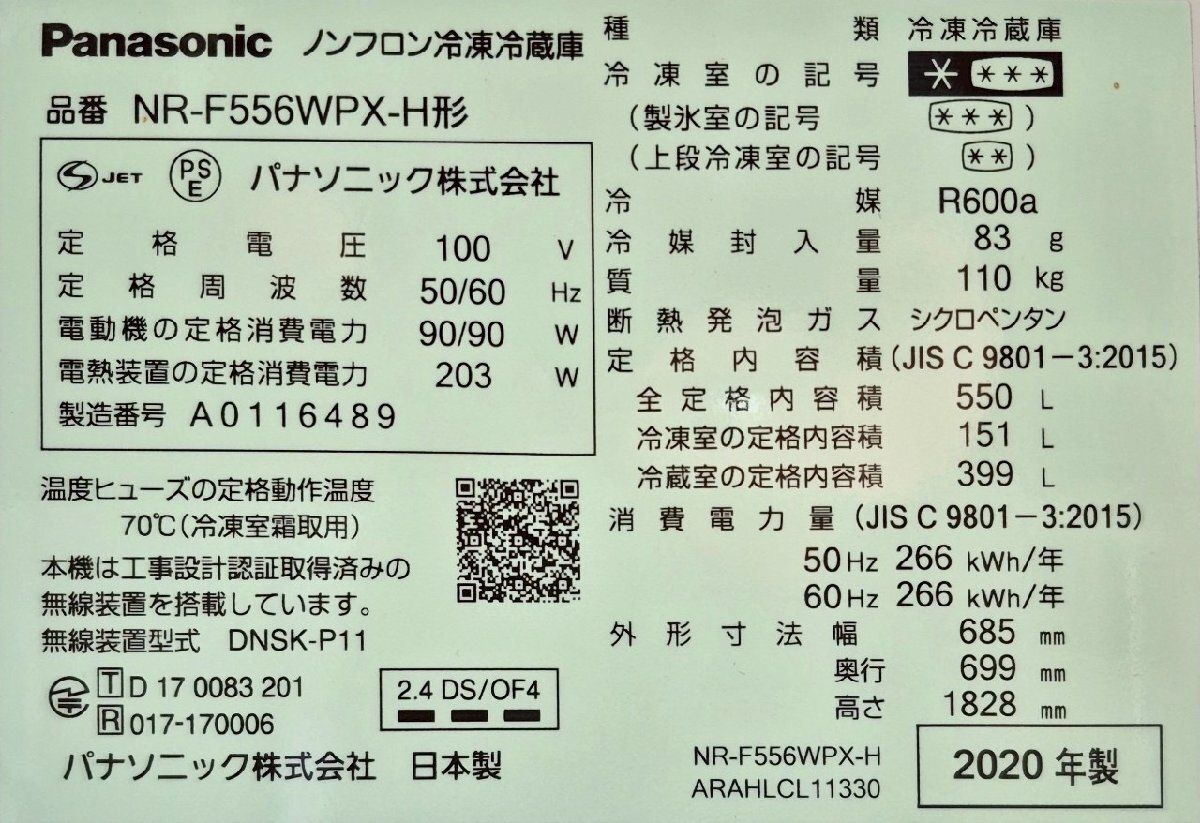 Panasonic ノンフロン冷凍冷蔵庫
品番 NR-F556WPX-H形
JET PSE パナソニック株式会社
定格電圧 100 V
定格周波数 50/60 Hz
電動機の定格消費電力 90/90 W
電熱装置の定格消費電力 203 W
製造番号 A0116489
温度ヒューズの定格動作温度
70℃(冷凍室霜取用)
本機は工事設計認証取得済みの
無線装置を搭載しています。
無線装置型式 DNSK-P11
T D 17 0083 201
R 017-170006
2.4 DS/OF4
パナソニック株式会社 日本製
種類 冷凍冷蔵庫
冷凍室の記号 * ***
(製氷室の記号 *** )
(上段冷凍室の記号 ** )
冷媒 R600a
冷媒封入量 83 g
質量 110 kg
断熱発泡ガス シクロペンタン
定格内容積 (JIS C 9801-3:2015)
全定格内容積 550 L
冷凍室の定格内容積 151 L
冷蔵室の定格内容積 399 L
消費電力量 (JIS C 9801-3:2015)
50Hz 266 kWh/年
60Hz 266 kWh/年
外形寸法幅 685 mm
奥行 699 mm
高さ 1828 mm
NR-F556WPX-H
ARAHLCL11330
2020年製